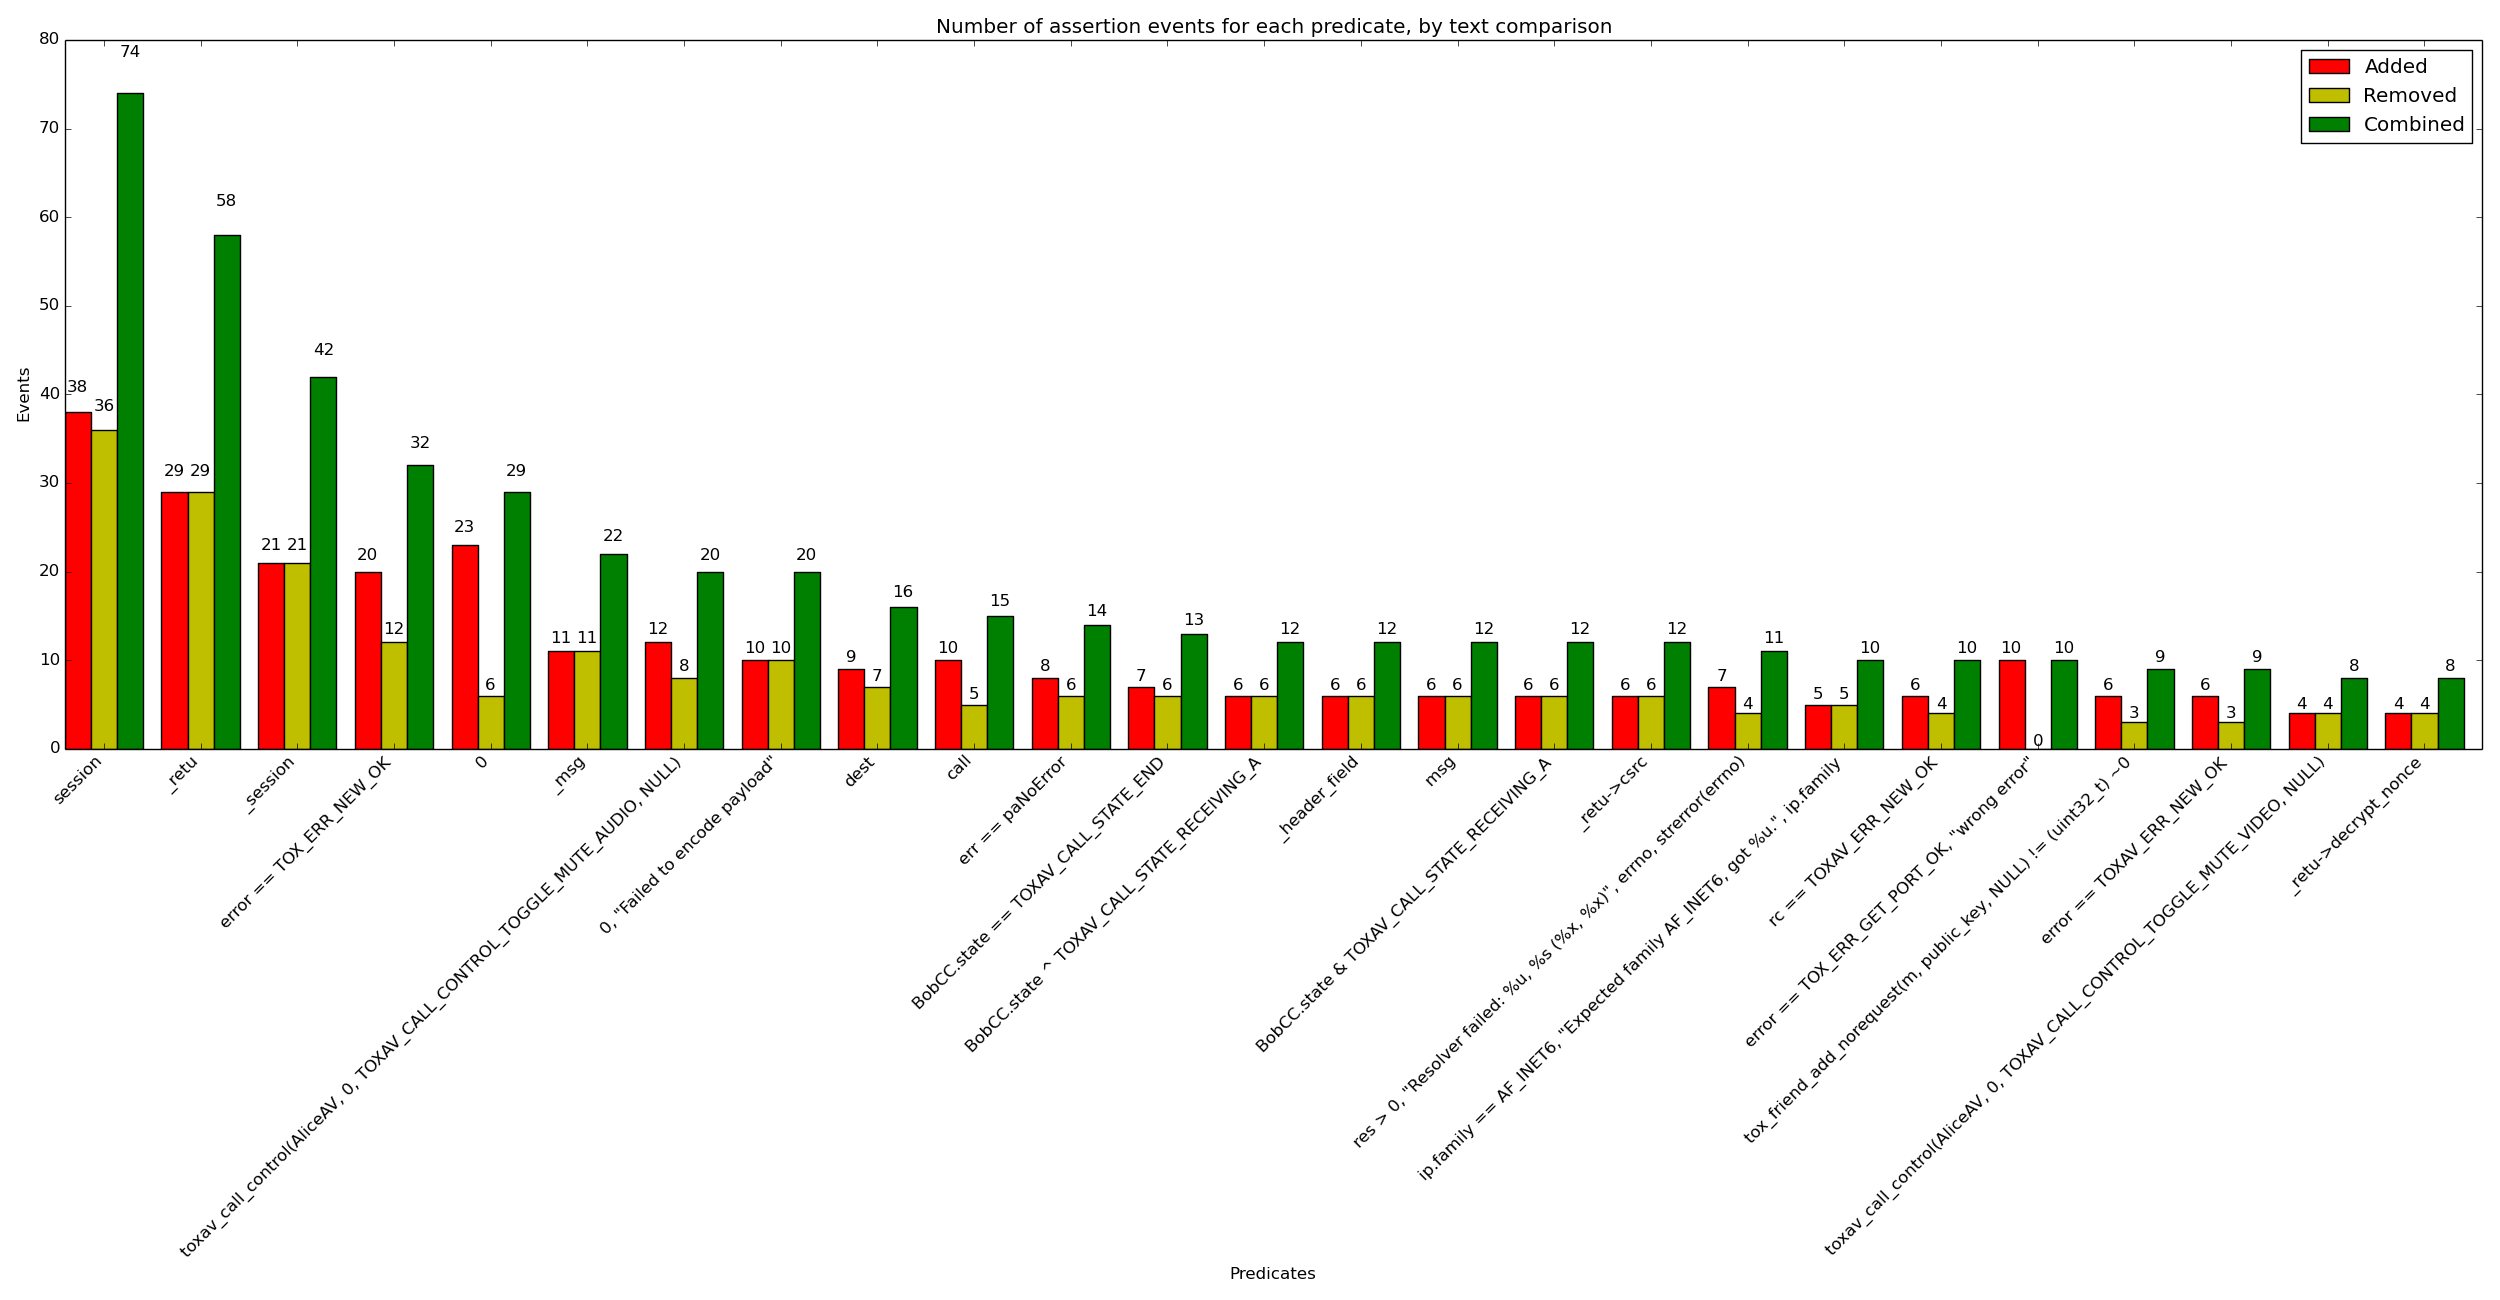 Number of assertion events for each predicate, by text comparison
Added
Removed
Combined
Events
80
70
60
50
40
30
20
10
0
38 36 74
29 29 58
21 21 42
20 12 32
23 6 29
11 11 22
12 8 20
10 10 20
9 7 16
10 5 15
8 6 14
7 6 13
6 6 12
6 6 12
6 6 12
6 6 12
6 6 12
7 4 11
5 5 10
6 4 10
10 0 10
6 3 9
6 3 9
4 4 8
4 4 8
session
_retu
_session
error == TOX_ERR_NEW_OK
0
_msg
toxav_call_control(AliceAV, 0, TOXAV_CALL_CONTROL_TOGGLE_MUTE_AUDIO, NULL)
0, "Failed to encode payload"
dest
call
err == paNoError
BobCC.state == TOXAV_CALL_STATE_END
BobCC.state ^ TOXAV_CALL_STATE_RECEIVING_A
_header_field
msg
BobCC.state & TOXAV_CALL_STATE_RECEIVING_A
_retu->csrc
res > 0, "Resolver failed: %u, %s (%x, %x)" , errno, strerror(errno)
ip.family == AF_INET6, "Expected family AF_INET6, got %u." , ip.family
rc == TOXAV_ERR_NEW_OK
error == TOX_ERR_GET_PORT_OK, "wrong error"
tox_friend_add_norequest(m, public_key, NULL) != (uint32_t) ~0
error == TOXAV_ERR_NEW_OK
toxav_call_control(AliceAV, 0, TOXAV_CALL_CONTROL_TOGGLE_MUTE_VIDEO, NULL)
_retu->decrypt_nonce
Predicates